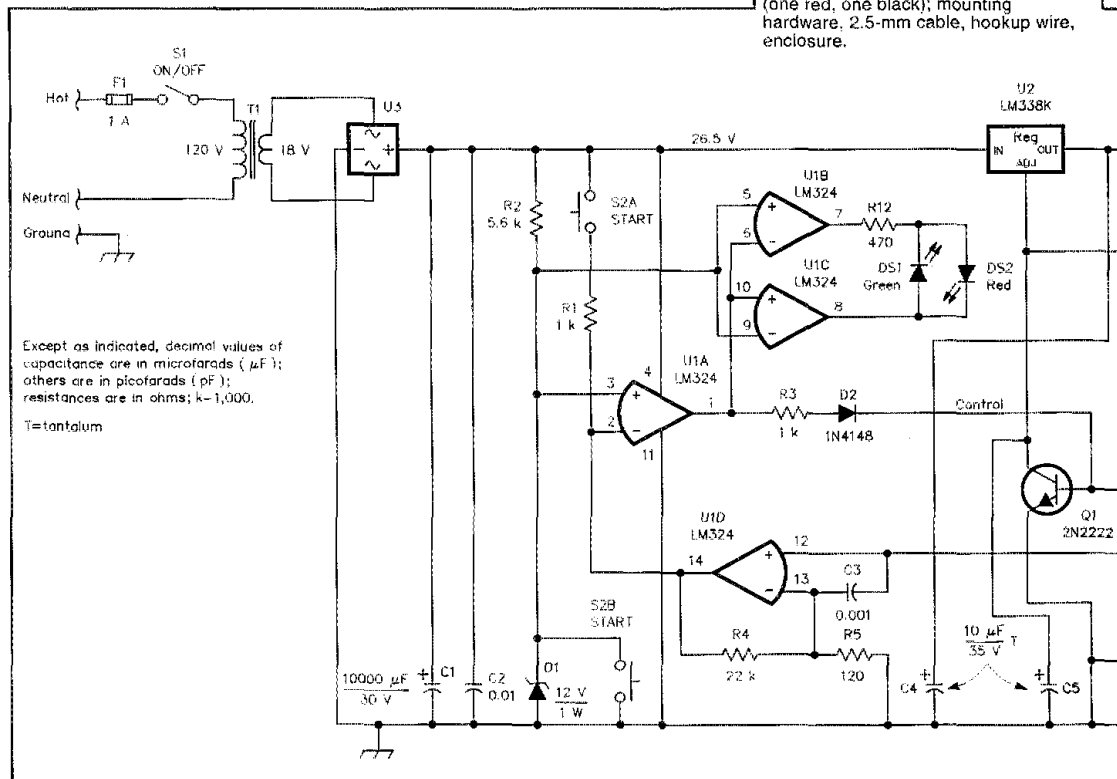 (one red, one black); mounting
hardware, 2.5-mm cable, hookup wire,
enclosure.
S1
ON/OFF
F1
Hot
1 A
T1
120 V
18 V
U3
Neutral
Ground
26.5 V
U2
LM338K
Reg
IN
OUT
ADJ
R2
5.6 k
S2A
START
U1B
LM324
5
6
7
R12
470
DS1
Green
DS2
Red
U1C
LM324
10
9
8
R1
1 k
Except as indicated, decimal values of
capacitance are in microfarads ( µF );
others are in picofarads ( pF );
resistances are in ohms; k=1,000.
T=tantalum
U1A
LM324
4
3
2
1
11
R3
1 k
D2
1N4148
Control
Q1
2N2222
U1D
LM324
14
12
13
C3
0.001
R4
22 k
R5
120
S2B
START
10000 µF
30 V
C1
C2
0.01
D1
12 V
1 W
10 µF
35 V
T
C4
C5